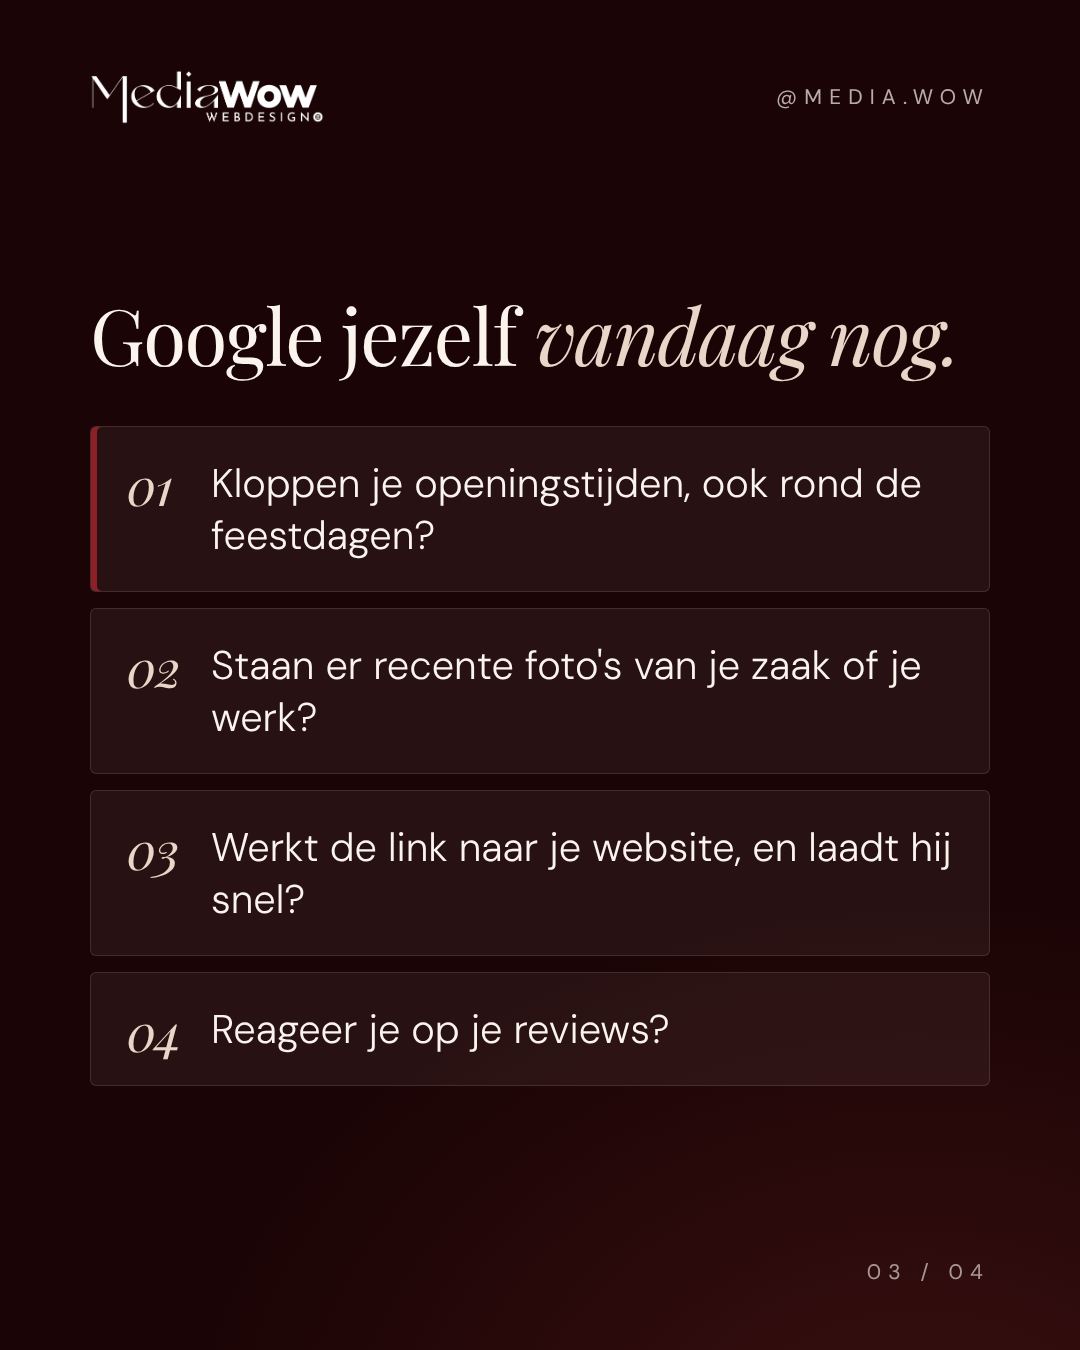 MediaWow
WEBDESIGN
@MEDIA.WOW
Google jezelf vandaag nog.
01 Kloppen je openingstijden, ook rond de
feestdagen?
02 Staan er recente foto's van je zaak of je
werk?
03 Werkt de link naar je website, en laadt hij
snel?
04 Reageer je op je reviews?
03 / 04